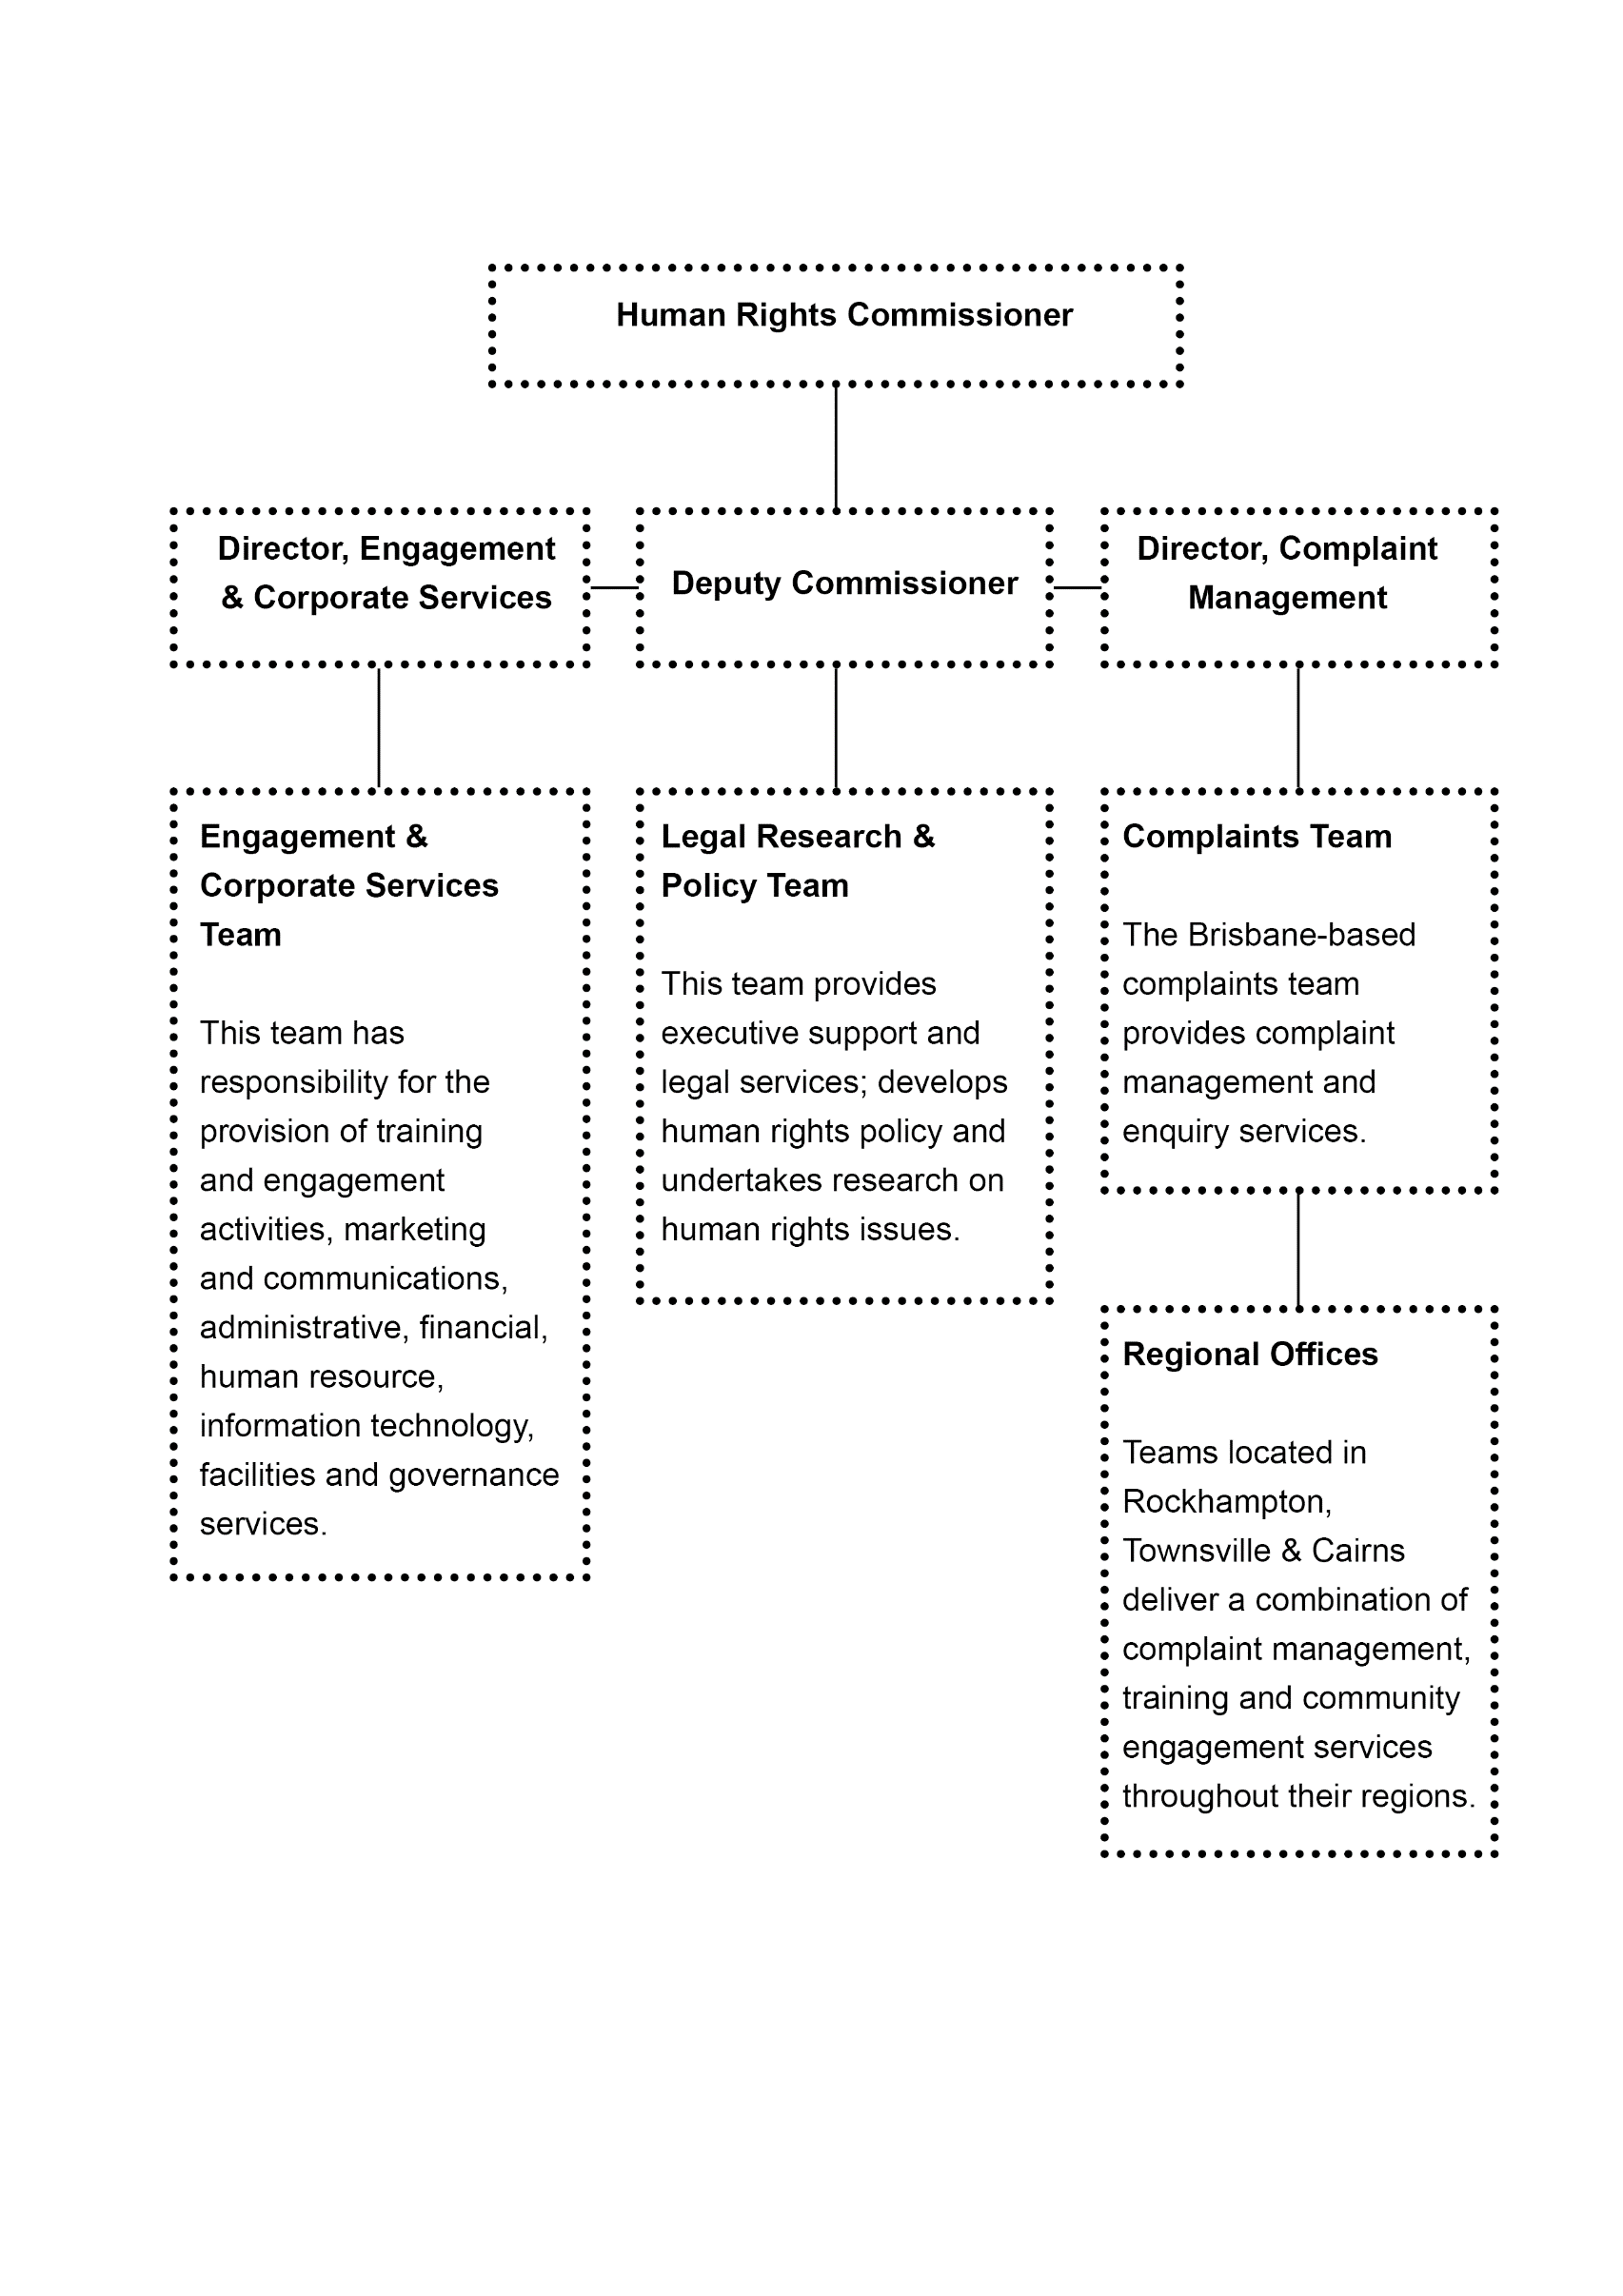 Human Rights Commissioner
Director, Engagement
& Corporate Services
Deputy Commissioner
Director, Complaint
Management
Engagement &
Corporate Services
Team
This team has
responsibility for the
provision of training
and engagement
activities, marketing
and communications,
administrative, financial,
human resource,
information technology,
facilities and governance
services.
Legal Research &
Policy Team
This team provides
executive support and
legal services; develops
human rights policy and
undertakes research on
human rights issues.
Complaints Team
The Brisbane-based
complaints team
provides complaint
management and
enquiry services.
Regional Offices
Teams located in
Rockhampton,
Townsville & Cairns
deliver a combination of
complaint management,
training and community
engagement services
throughout their regions.